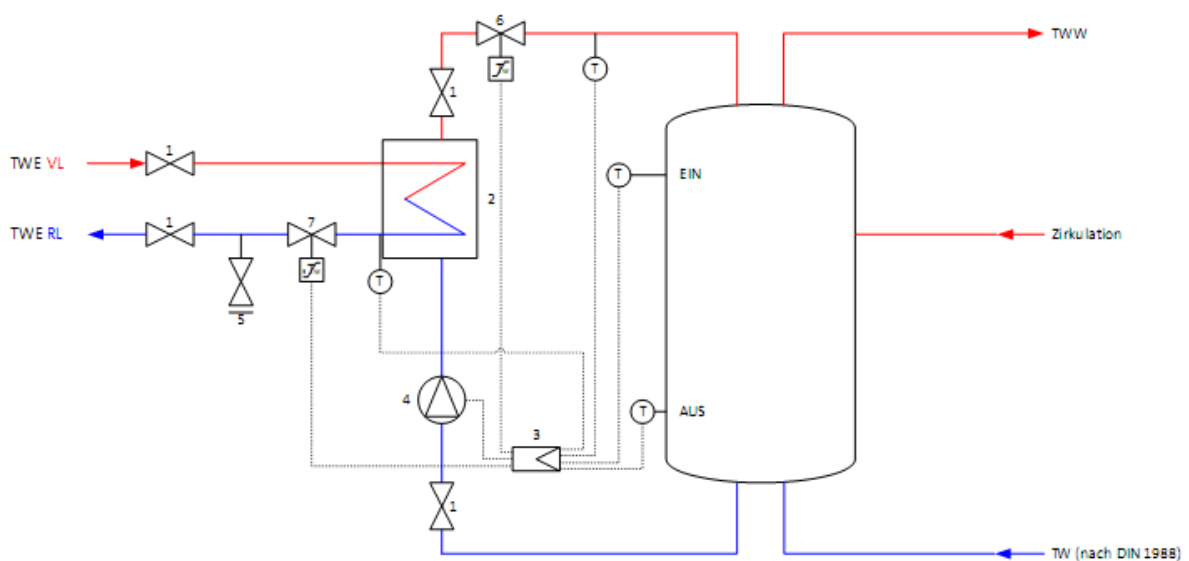 6
TWW
T
1
TWE VL
1
T
EIN
2
TWE RL
1
7
Zirkulation
T
5
4
T
AUS
3
1
TW (nach DIN 1988)